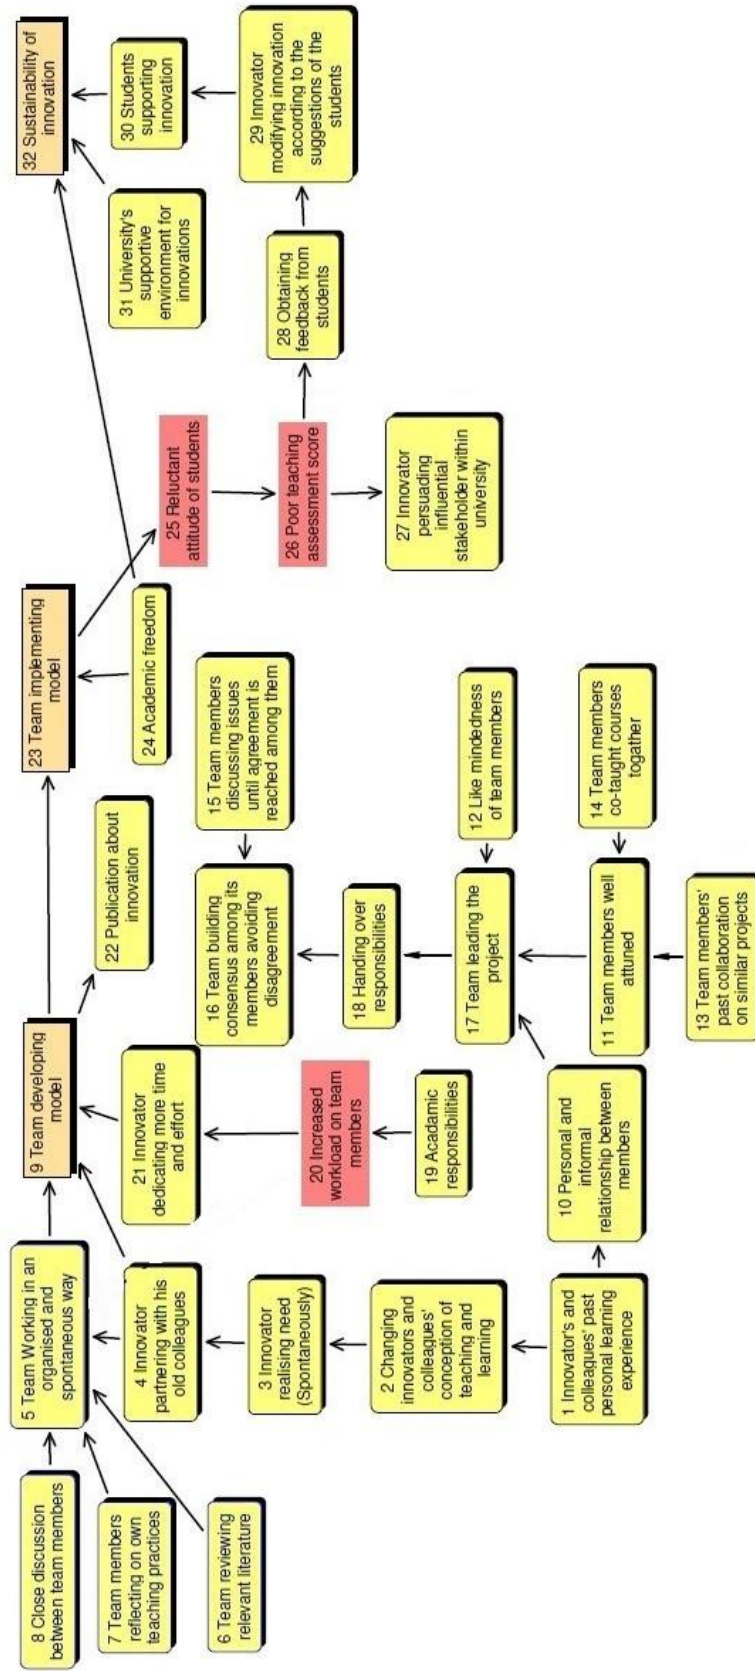 8 Close discussion
between team members
7 Team members
reflecting on own
teaching practices
6 Team reviewing
relevant literature
5 Team Working in an
organised and
spontaneous way
4 Innovator
partnering with his
old colleagues
3 Innovator
realising need
(Spontaneously)
2 Changing
innovators and
colleagues'
conception of
teaching and
learning
1 Innovator's and
colleagues' past
personal learning
experience
9 Team developing
model
21 Innovator
dedicating more time
and effort
20 Increased
workload on team
members
19 Acadamic
responsibilities
10 Personal and
informal
relationship between
members
22 Publication about
innovation
16 Team building
consensus among its
members avoiding
disagreement
18 Handing over
responsibilities
17 Team leading the
project
11 Team members well
attuned
13 Team members'
past collaboration
on similar projects
15 Team members
discussing issues
until agreement is
reached among them
12 Like mindedness
of team members
14 Team members
co-taught courses
togather
23 Team implementing
model
24 Academic freedom
25 Reluctant
attitude of students
26 Poor teaching
assessment score
27 Innovator
persuading
influential
stakeholder within
university
28 Obtaining
feedback from
students
29 Innovator
modifying innovation
according to the
suggestions of the
students
30 Students
supporting
innovation
31 University's
supportive
environment for
innovations
32 Sustainability of
innovation